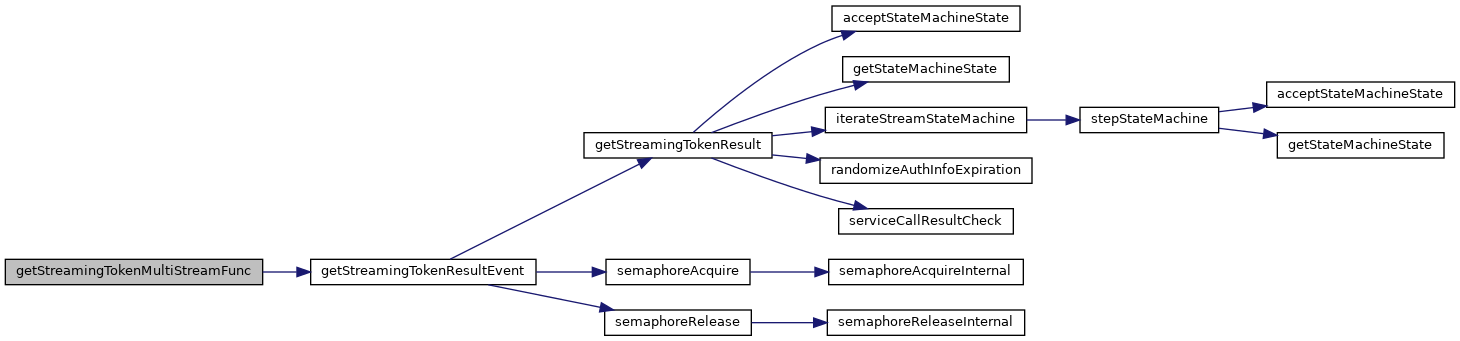 acceptStateMachineState
getStateMachineState
iterateStreamStateMachine
stepStateMachine
acceptStateMachineState
getStateMachineState
getStreamingTokenResult
randomizeAuthInfoExpiration
serviceCallResultCheck
getStreamingTokenMultiStreamFunc
getStreamingTokenResultEvent
semaphoreAcquire
semaphoreAcquireInternal
semaphoreRelease
semaphoreReleaseInternal